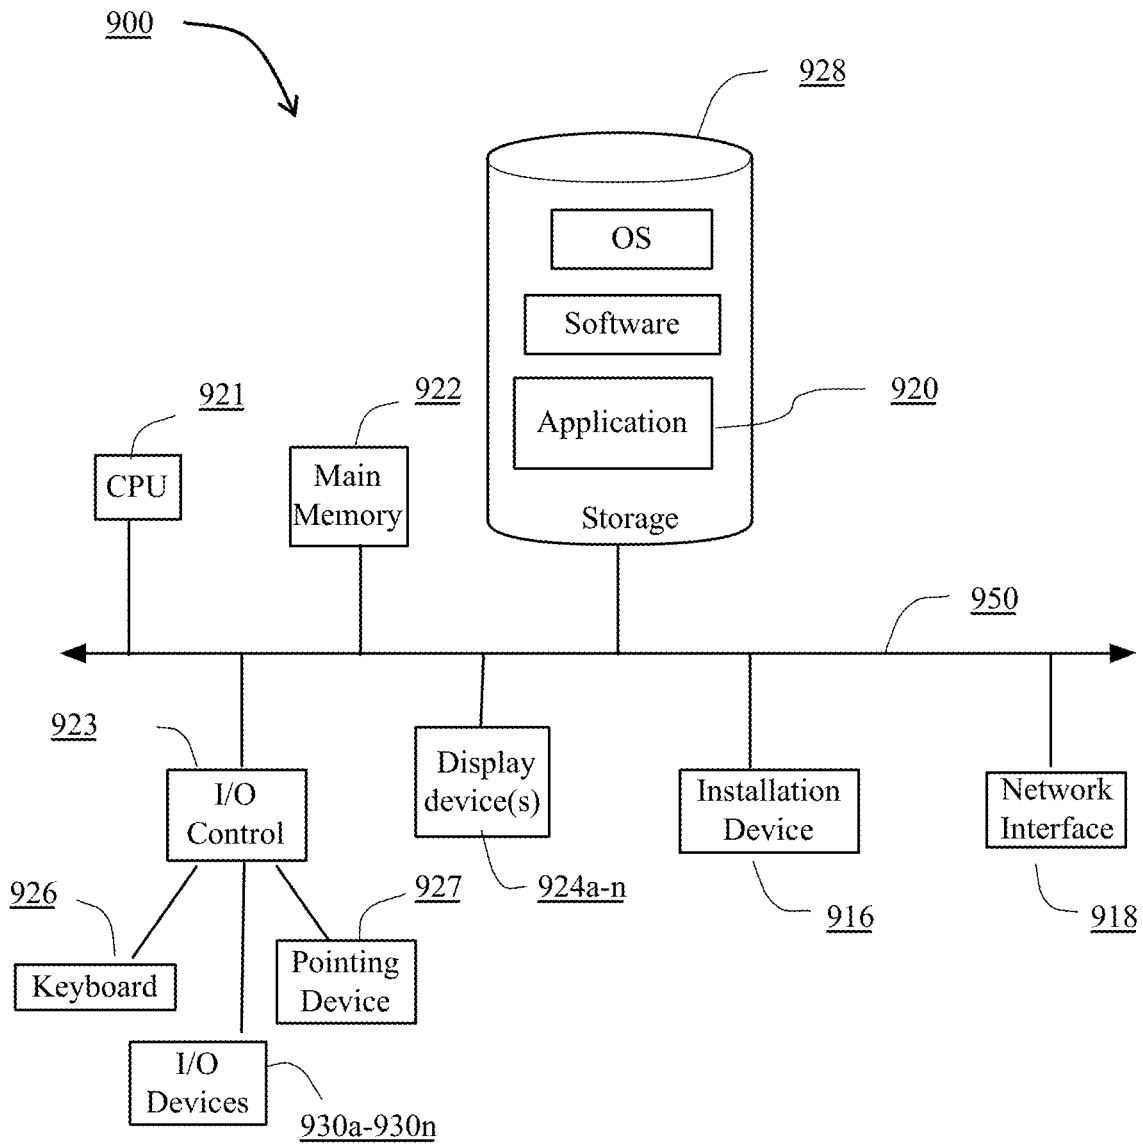 900
928
OS
Software
920
Application
921
922
CPU
Main
Memory
Storage
950
923
I/O
Control
Display
device(s)
Installation
Device
Network
Interface
926
927
924a-n
916
918
Keyboard
Pointing
Device
I/O
Devices
930a-930n